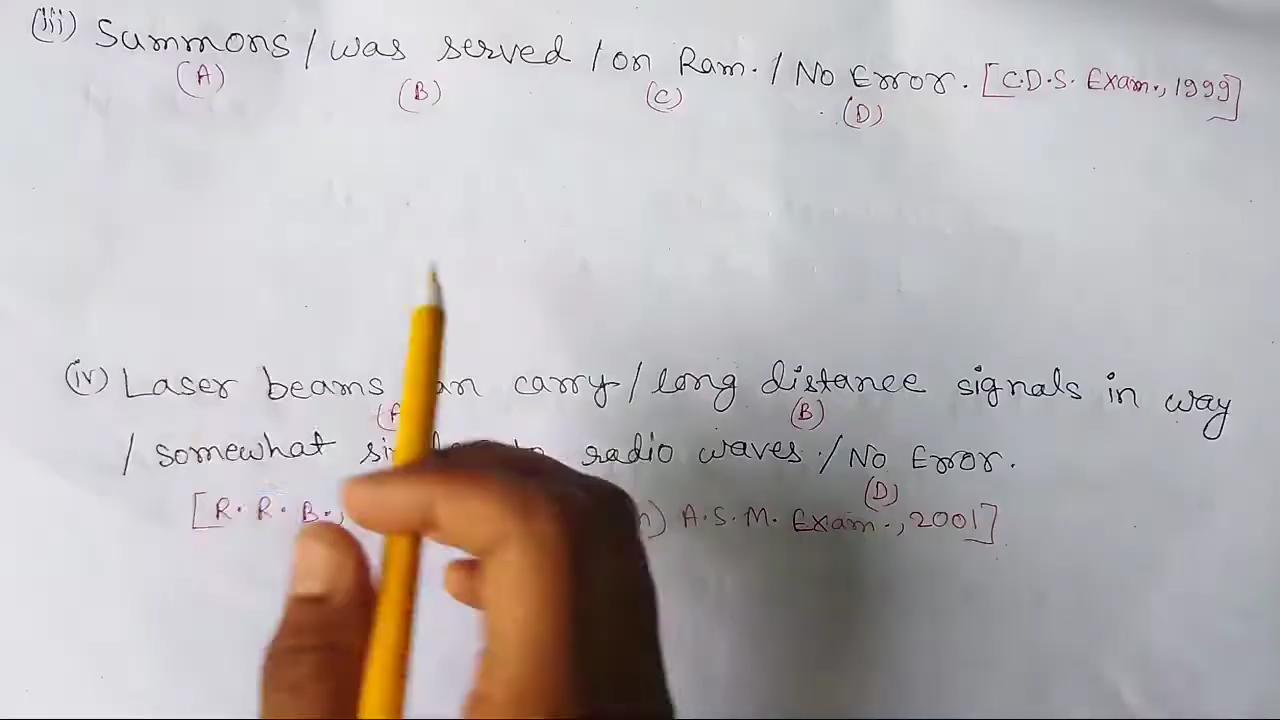 (iii) Summons / was served / on Ram. / No Error. [C.D.S. Exam., 1999]
(A) (B) (C) (D)
(iv) Laser beams carry / long distance signals in way
(B)
/ somewhat radio waves. / No Error.
(D)
[R. R. B., A.S.M. Exam., 2001]